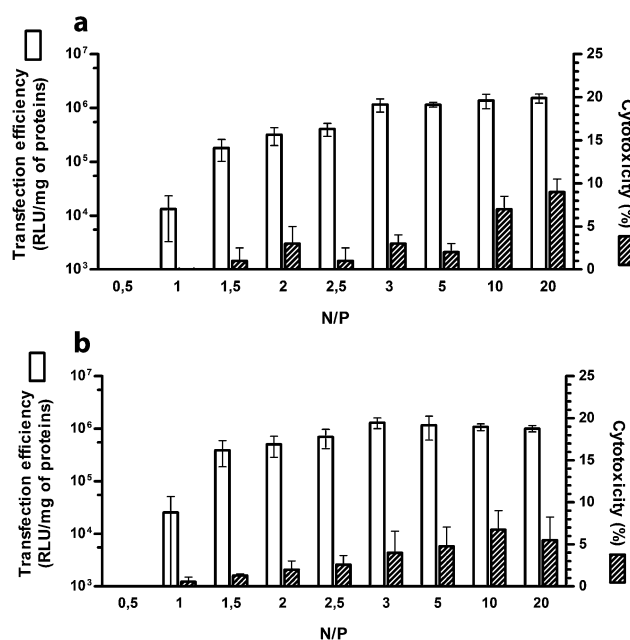 a
Transfection efficiency
(RLU/mg of proteins)
10⁷
10⁶
10⁵
10⁴
10³
25
20
15
10
5
0
Cytotoxicity (%)
0,5 1 1,5 2 2,5 3 5 10 20
N/P
b
Transfection efficiency
(RLU/mg of proteins)
10⁷
10⁶
10⁵
10⁴
10³
25
20
15
10
5
0
Cytotoxicity (%)
0,5 1 1,5 2 2,5 3 5 10 20
N/P